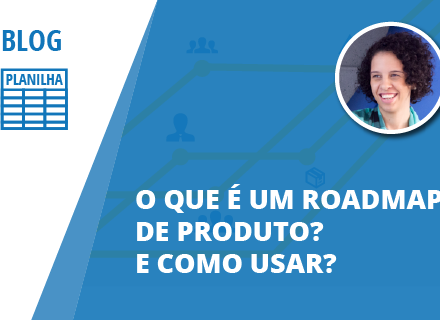 BLOG
PLANILHA
O QUE É UM ROADMAP
DE PRODUTO?
E COMO USAR?